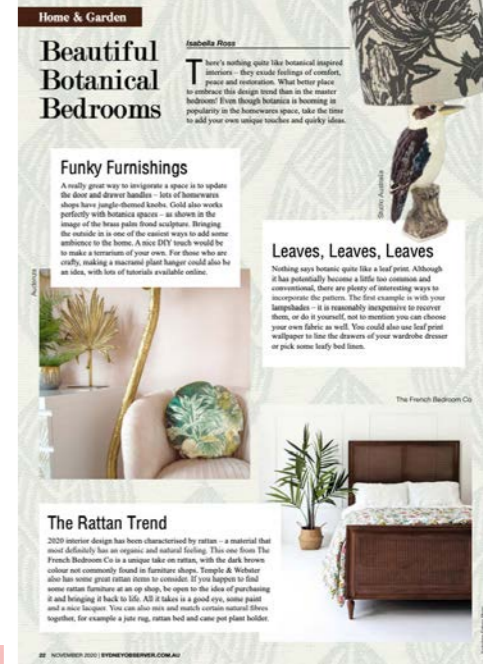 Home & Garden
Beautiful
Botanical
Bedrooms
Isabella Ross
There's nothing quite like botanical inspired
interiors – they exude feelings of comfort,
peace and restoration. What better place
to embrace this design trend than in the master
bedroom! Even though botanica is booming in
popularity in the homewares space, take the time
to add your own unique touches and quirky ideas.
Studio Australia
Funky Furnishings
A really great way to invigorate a space is to update
the door and drawer handles – lots of homewares
shops have jungle-themed knobs. Gold also works
perfectly with botanica spaces – as shown in the
image of the brass palm frond sculpture. Bringing
the outside in is one of the easiest ways to add some
ambience to the home. A nice DIY touch would be
to make a terrarium of your own. For those who are
crafty, making a macramé plant hanger could also be
an idea, with lots of tutorials available online.
Audenza
Leaves, Leaves, Leaves
Nothing says botanic quite like a leaf print. Although
it has potentially become a little too common and
conventional, there are plenty of interesting ways to
incorporate the pattern. The first example is with your
lampshades – it is reasonably inexpensive to recover
them, or do it yourself, not to mention you can choose
your own fabric as well. You could also use leaf print
wallpaper to line the drawers of your wardrobe dresser
or pick some leafy bed linen.
The French Bedroom Co
The Rattan Trend
2020 interior design has been characterised by rattan – a material that
most definitely has an organic and natural feeling. This one from The
French Bedroom Co is a unique take on rattan, with the dark brown
colour not commonly found in furniture shops. Temple & Webster
also has some great rattan items to consider. If you happen to find
some rattan furniture at an op shop, be open to the idea of purchasing
it and bringing it back to life. All it takes is a good eye, some paint
and a nice lacquer. You can also mix and match certain natural fibres
together, for example a jute rug, rattan bed and cane pot plant holder.
22 NOVEMBER 2020 | SYDNEYOBSERVER.COM.AU